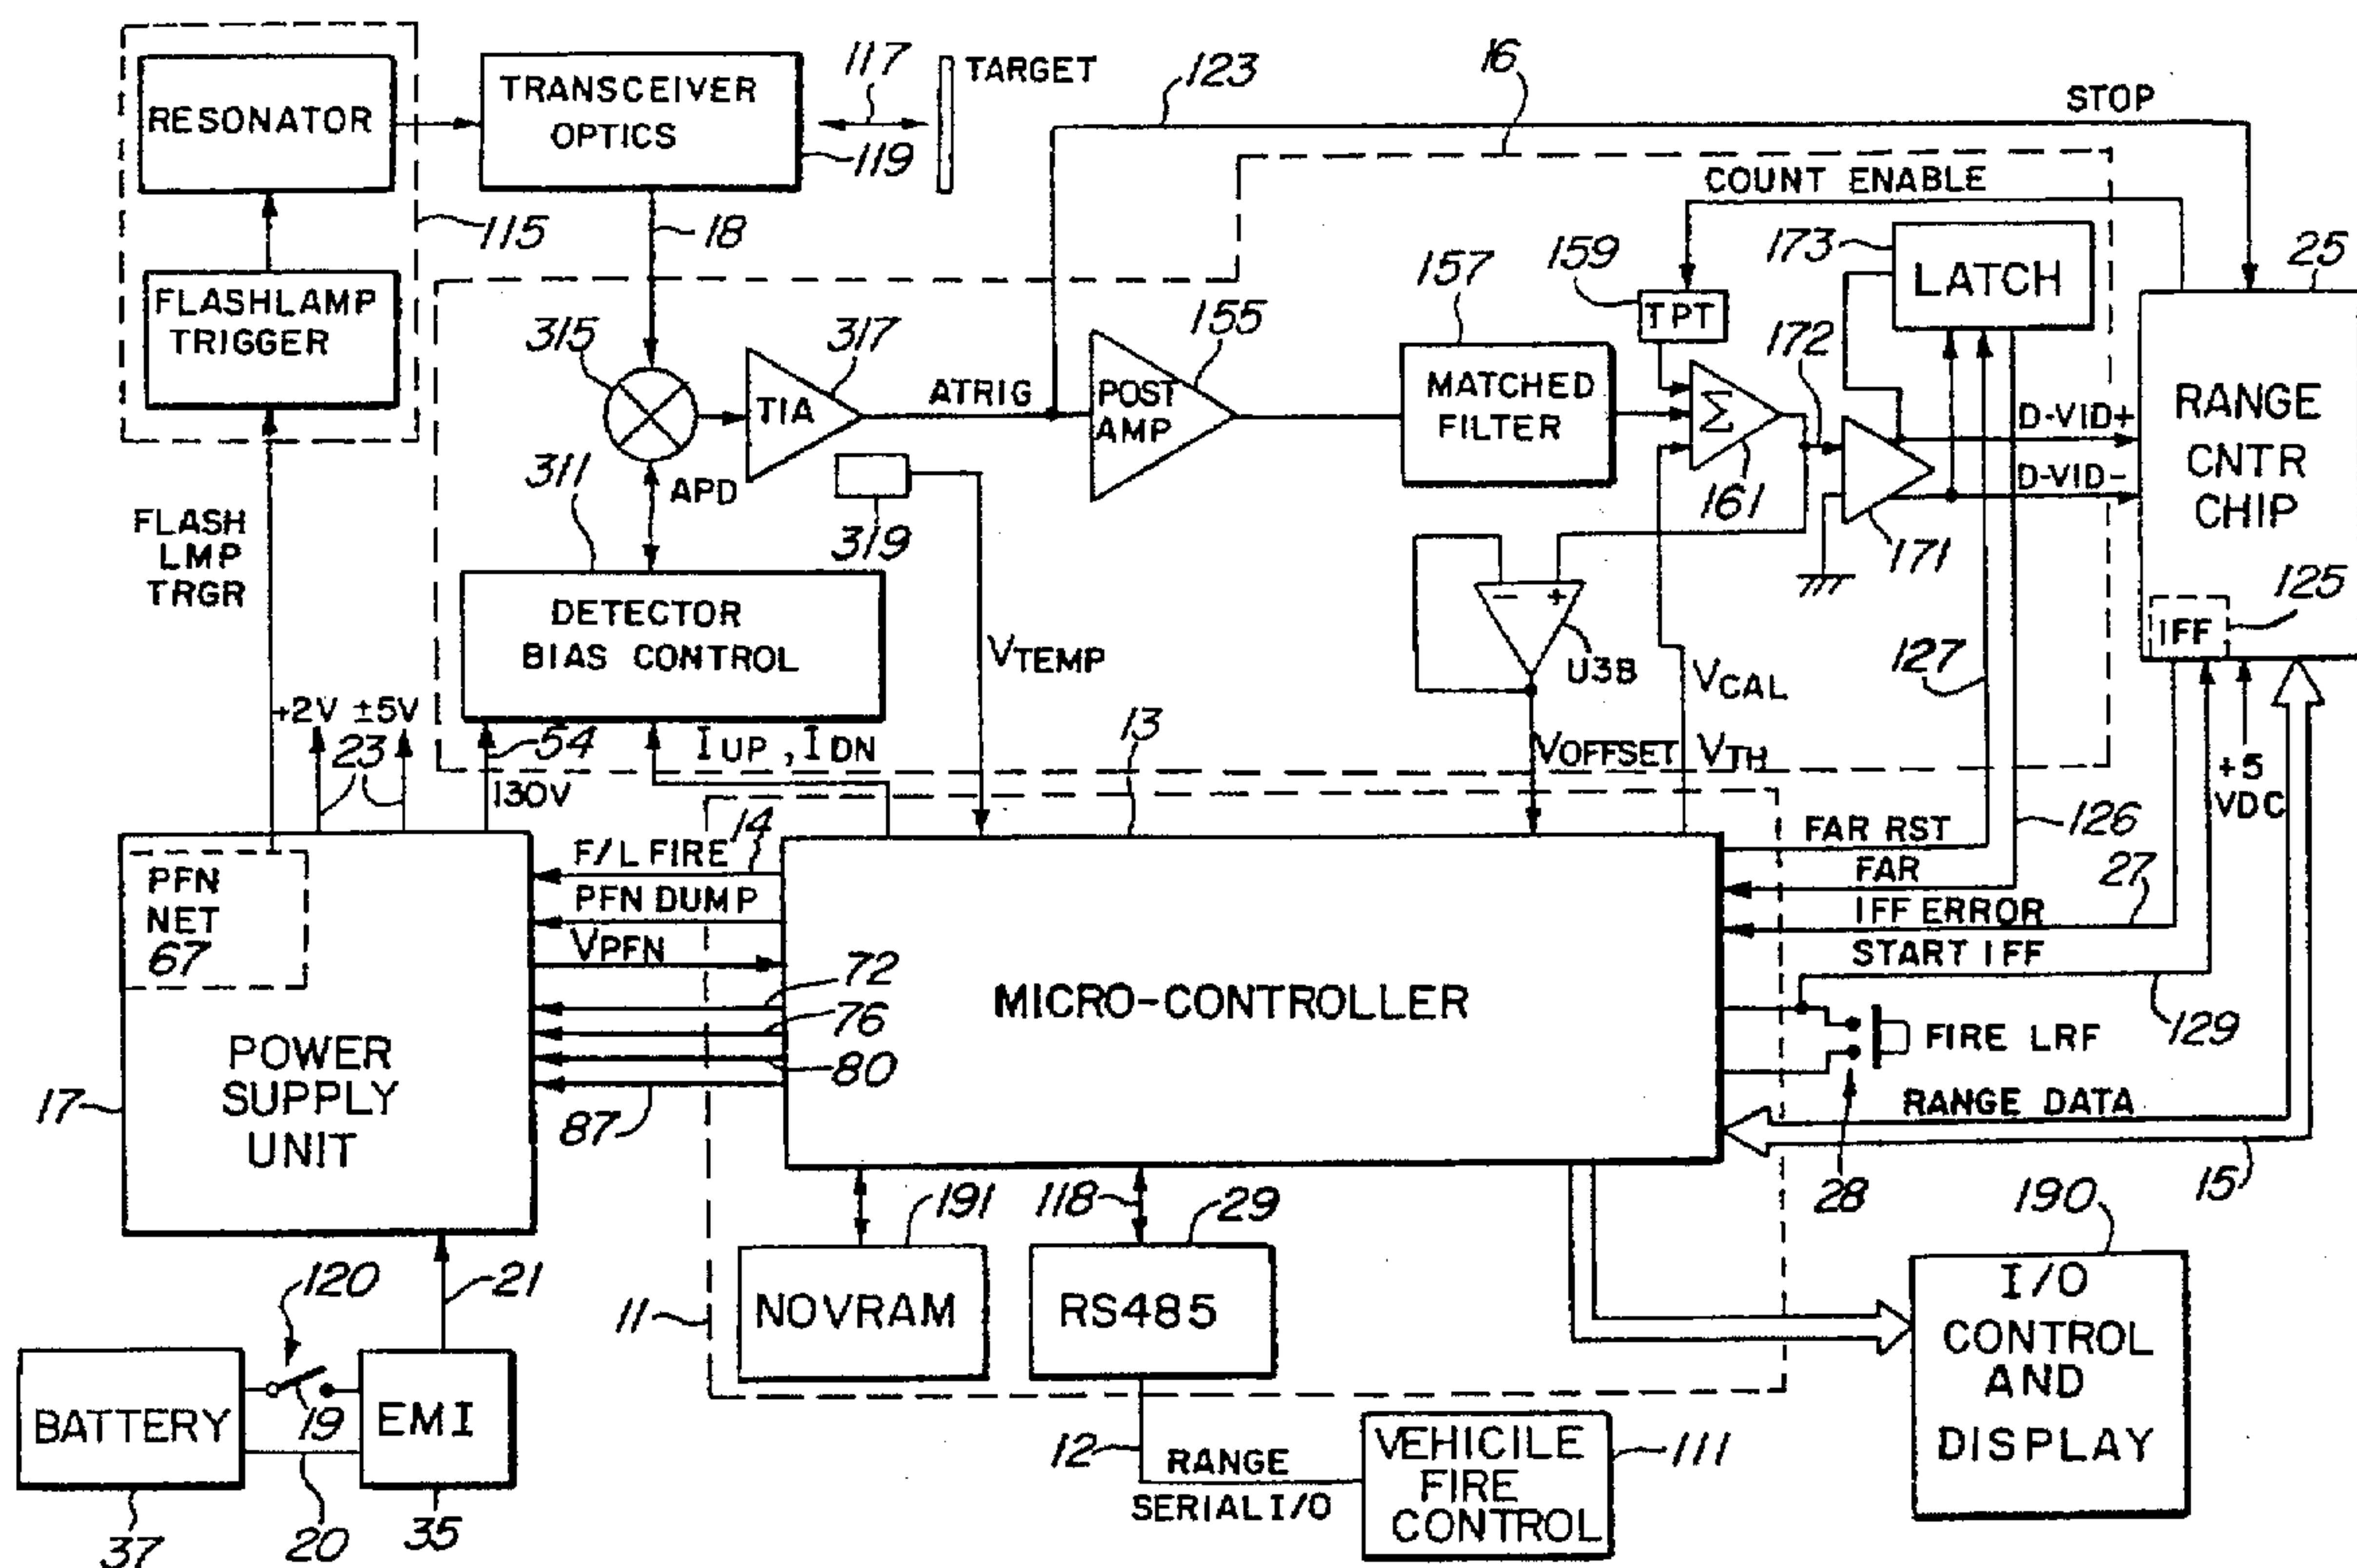 RESONATOR
TRANSCEIVER
OPTICS
117
TARGET
123
16
STOP
119
115
18
COUNT ENABLE
FLASHLAMP
TRIGGER
315
317
155
157
159
173
LATCH
25
TPT
172
TIA
ATRIG
POST
AMP
MATCHED
FILTER
Σ
161
171
D-VID+
D-VID-
RANGE
CNTR
CHIP
311
APD
319
FLASH
LMP
TRGR
DETECTOR
BIAS CONTROL
VTEMP
- +
U3B
VCAL
127
125
IFF
+2V ±5V
23
54
130V
IUP, IDN
13
VOFFSET
VTH
+5
VDC
14
F/L FIRE
PFN DUMP
VPFN
72
76
80
87
PFN
NET
67
POWER
SUPPLY
UNIT
17
MICRO-CONTROLLER
FAR RST
126
FAR
27
IFF ERROR
START IFF
129
FIRE LRF
28
RANGE DATA
15
191
118
29
190
NOVRAM
RS485
11
I/O
CONTROL
AND
DISPLAY
120
21
BATTERY
19
EMI
37
20
35
12
RANGE
SERIAL I/O
VEHICILE
FIRE
CONTROL
111